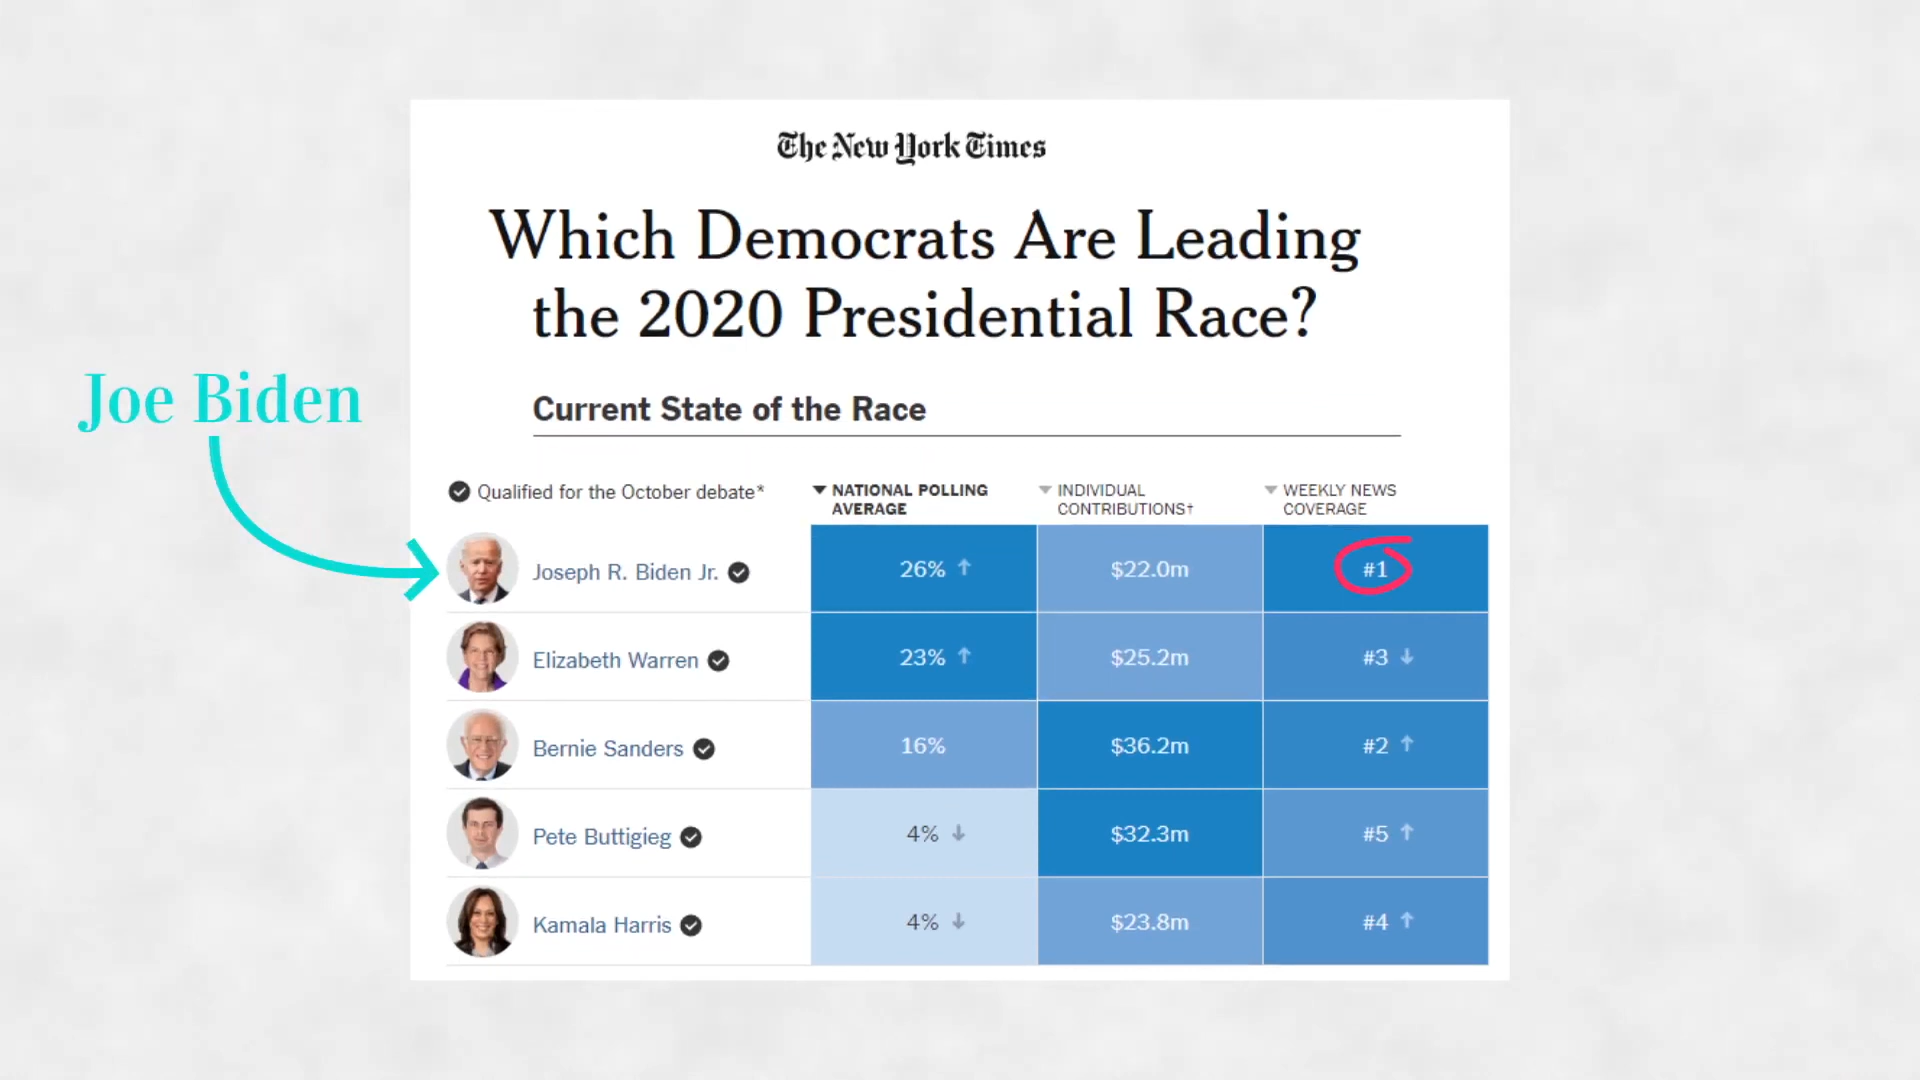 The New York Times
Which Democrats Are Leading
the 2020 Presidential Race?
Joe Biden
Current State of the Race
Qualified for the October debate*
NATIONAL POLLING
AVERAGE
INDIVIDUAL
CONTRIBUTIONS†
WEEKLY NEWS
COVERAGE
Joseph R. Biden Jr. 26% ↑ $22.0m #1
Elizabeth Warren 23% ↑ $25.2m #3 ↓
Bernie Sanders 16% $36.2m #2 ↑
Pete Buttigieg 4% ↓ $32.3m #5 ↑
Kamala Harris 4% ↓ $23.8m #4 ↑